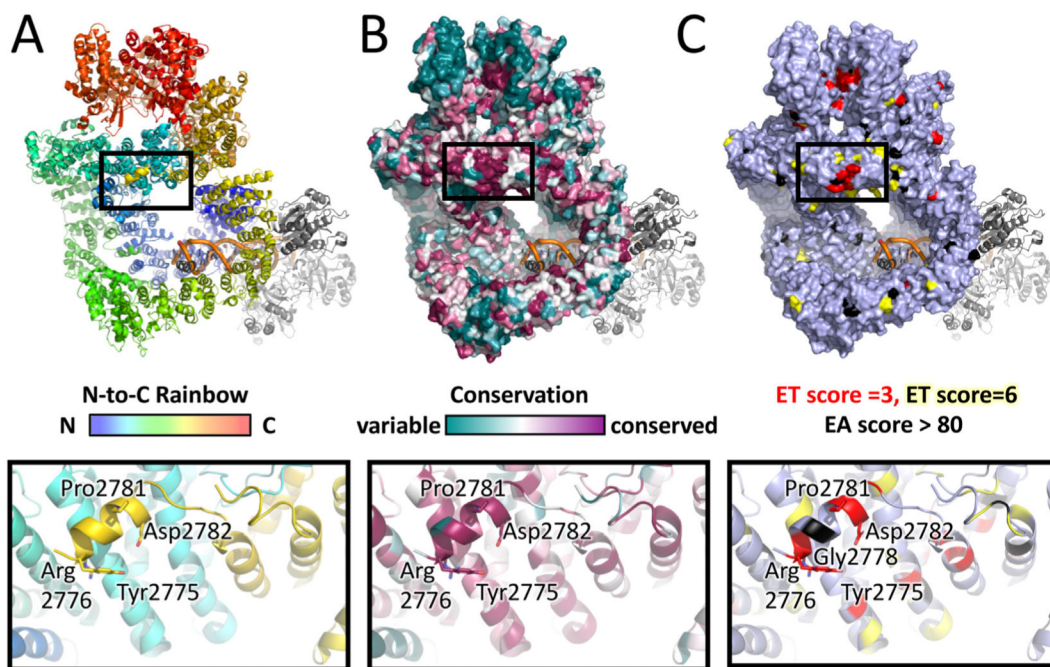 A
B
C
N-to-C Rainbow
Conservation
ET score =3, ET score=6
N
C
variable
conserved
EA score > 80
Pro2781
Asp2782
Arg
2776
Tyr2775
Pro2781
Asp2782
Arg
2776
Tyr2775
Pro2781
Asp2782
Gly2778
Arg
2776
Tyr2775